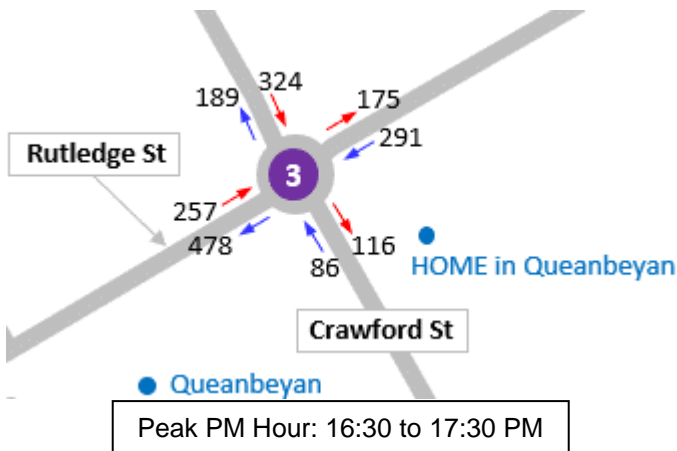 324
189
175
291
Rutledge St
3
257
478
116
86
HOME in Queanbeyan
Crawford St
Queanbeyan
Peak PM Hour: 16:30 to 17:30 PM